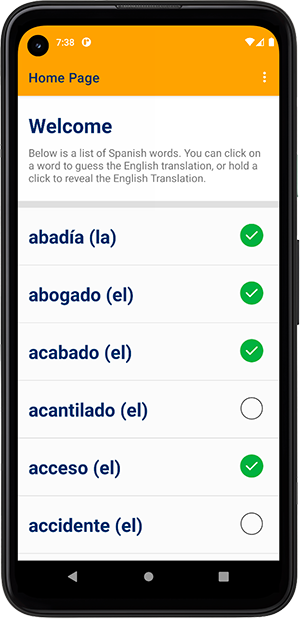 7:38
Home Page
Welcome
Below is a list of Spanish words. You can click on
a word to guess the English translation, or hold a
click to reveal the English Translation.
abadía (la)
abogado (el)
acabado (el)
acantilado (el)
acceso (el)
accidente (el)